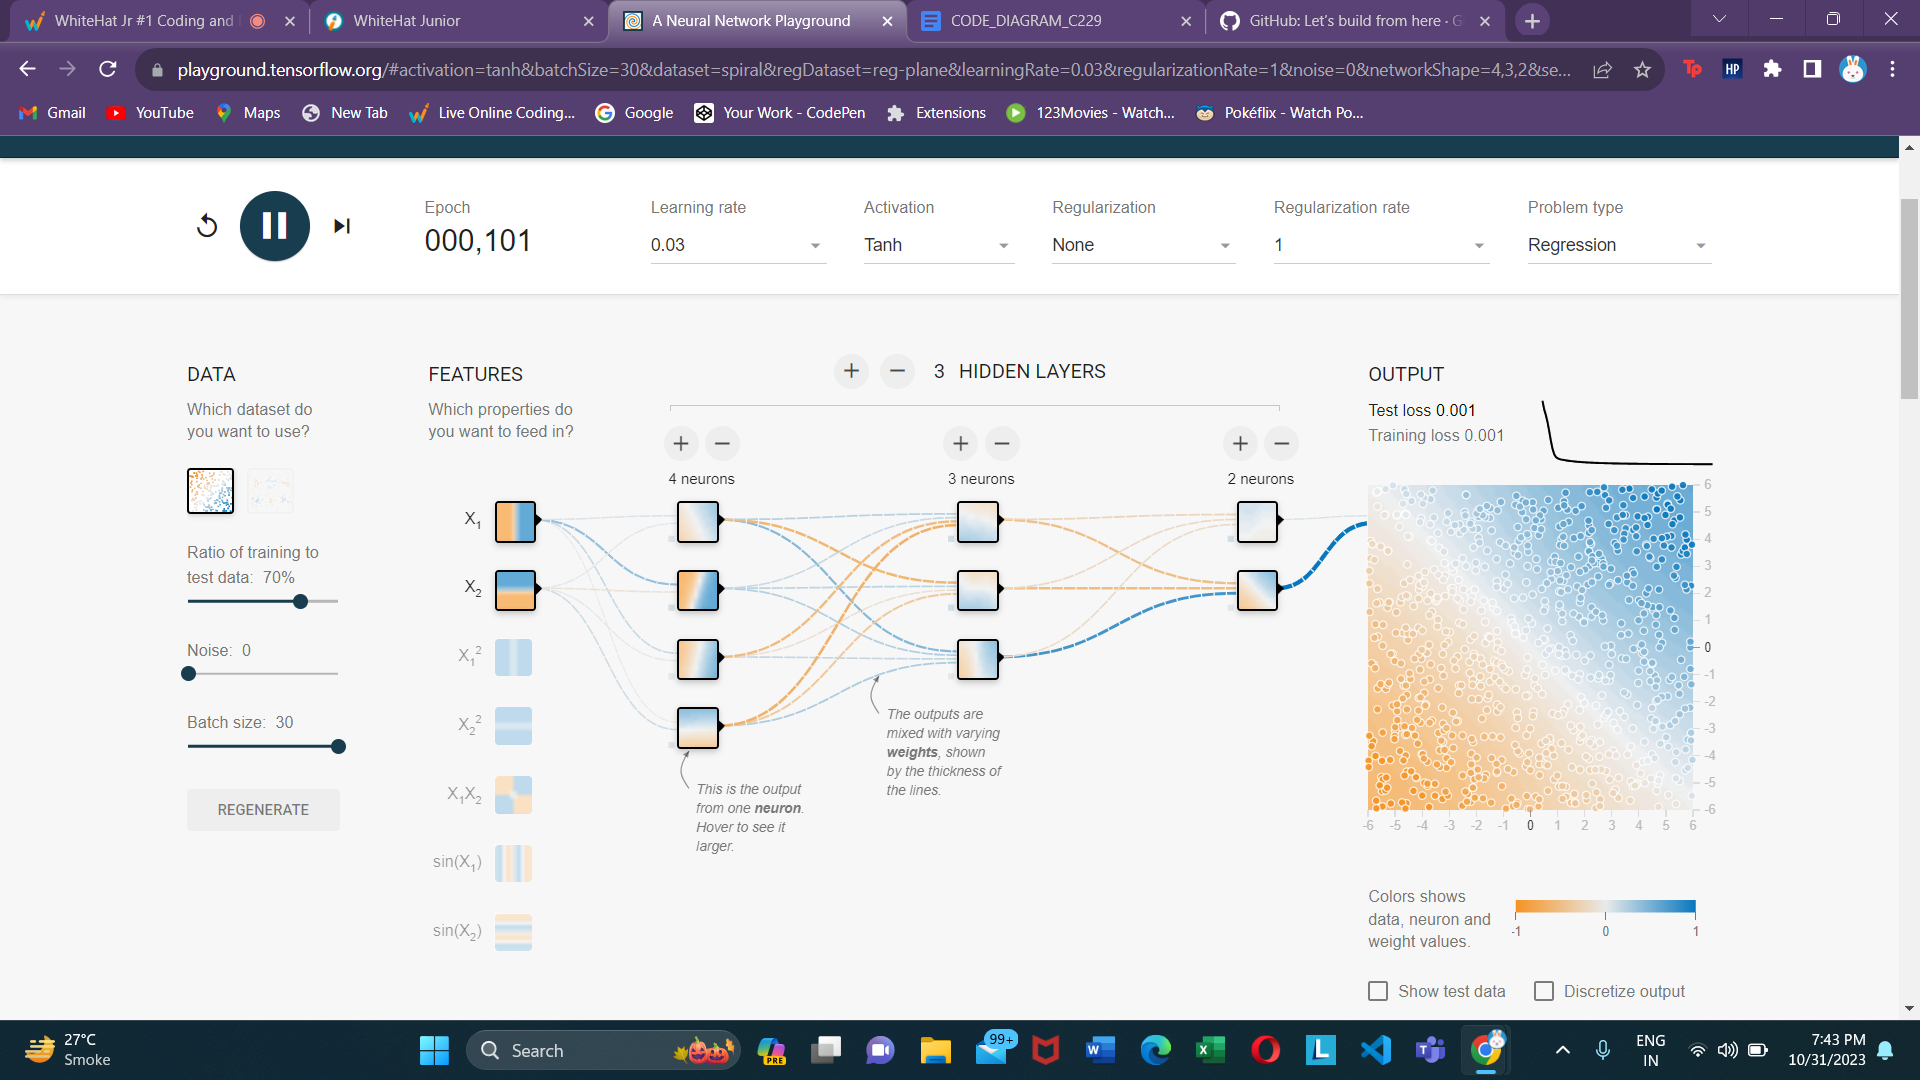 WhiteHat Jr #1 Coding and
WhiteHat Junior
A Neural Network Playground
CODE_DIAGRAM_C229
GitHub: Let's build from here · G
playground.tensorflow.org/#activation=tanh&batchSize=30&dataset=spiral&regDataset=reg-plane&learningRate=0.03&regularizationRate=1&noise=0&networkShape=4,3,2&se...
Tp
HP
Gmail
YouTube
Maps
New Tab
Live Online Coding...
Google
Your Work - CodePen
Extensions
123Movies - Watch...
Pokéflix - Watch Po...
Epoch
000,101
Learning rate
0.03
Activation
Tanh
Regularization
None
Regularization rate
1
Problem type
Regression
DATA
Which dataset do
you want to use?
Ratio of training to
test data: 70%
Noise: 0
Batch size: 30
REGENERATE
FEATURES
Which properties do
you want to feed in?
X1
X2
X1²
X2²
X1X2
sin(X1)
sin(X2)
+ − 3 HIDDEN LAYERS
+ −
4 neurons
+ −
3 neurons
+ −
2 neurons
This is the output
from one neuron.
Hover to see it
larger.
The outputs are
mixed with varying
weights, shown
by the thickness of
the lines.
OUTPUT
Test loss 0.001
Training loss 0.001
6
5
4
3
2
1
0
-1
-2
-3
-4
-5
-6
-6 -5 -4 -3 -2 -1 0 1 2 3 4 5 6
Colors shows
data, neuron and
weight values.
-1 0 1
Show test data
Discretize output
27°C
Smoke
Search
PRE
99+
ENG
IN
7:43 PM
10/31/2023